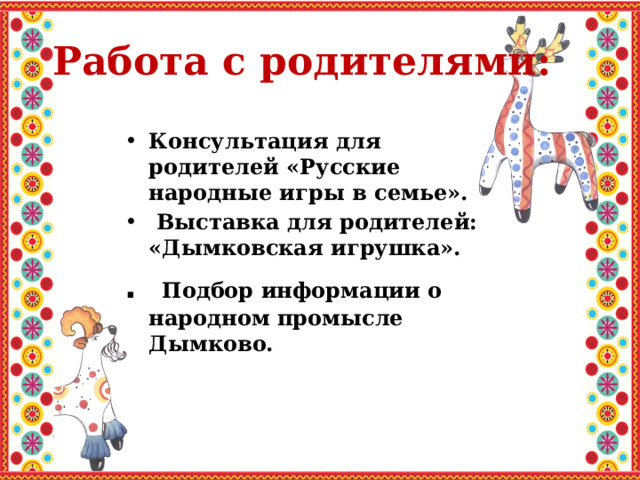 Работа с родителями:
• Консультация для
родителей «Русские
народные игры в семье».
• Выставка для родителей:
«Дымковская игрушка».
. Подбор информации о
народном промысле
Дымково.